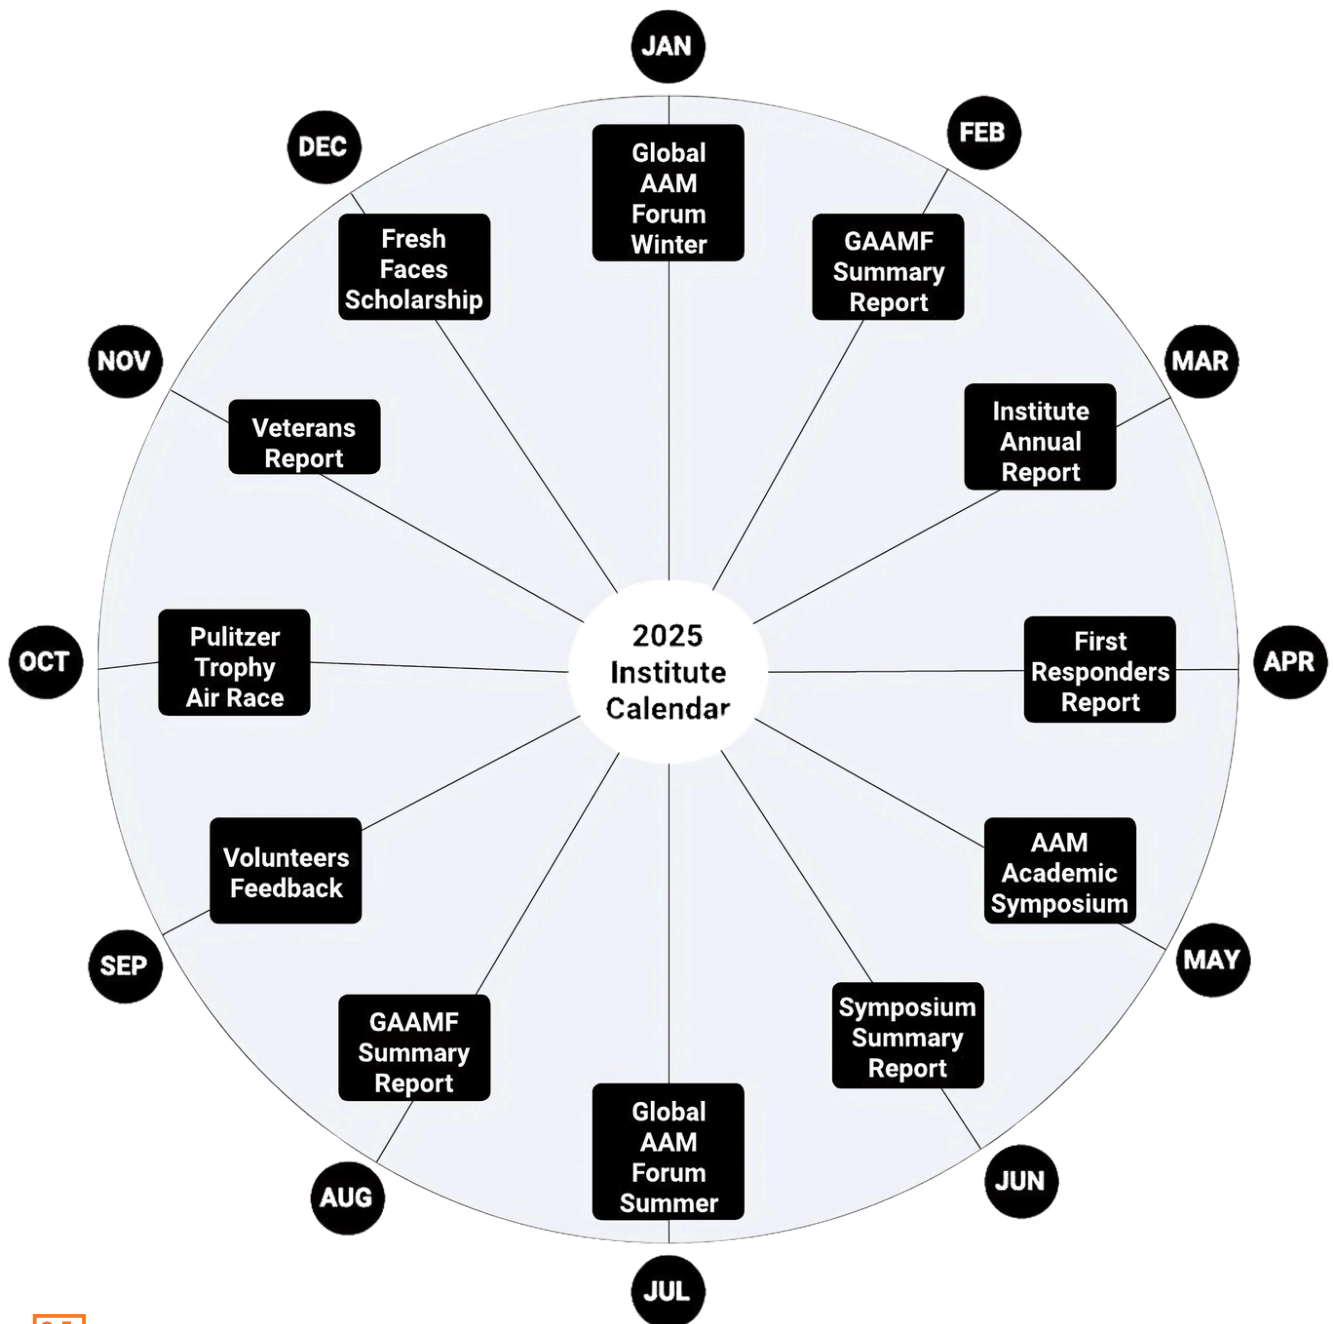 JAN
FEB
MAR
APR
MAY
JUN
JUL
AUG
SEP
OCT
NOV
DEC
Global
AAM
Forum
Winter
GAAMF
Summary
Report
Institute
Annual
Report
First
Responders
Report
AAM
Academic
Symposium
Symposium
Summary
Report
Global
AAM
Forum
Summer
GAAMF
Summary
Report
Volunteers
Feedback
Pulitzer
Trophy
Air Race
Veterans
Report
Fresh
Faces
Scholarship
2025
Institute
Calendar